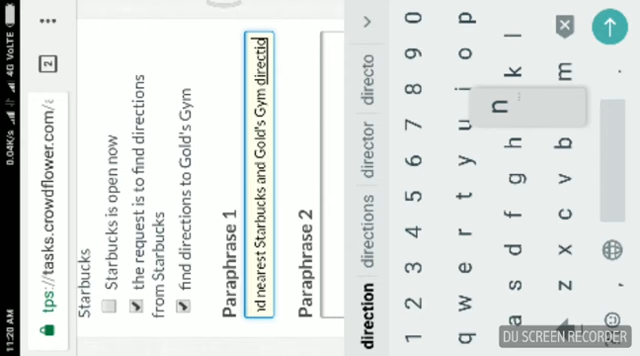 11:20 AM 0.04K/s 4G VoLTE
tps://tasks.crowdflower.com/ 2
Starbucks
Starbucks is open now
the request is to find directions
from Starbucks
find directions to Gold's Gym
Paraphrase 1
nd nearest Starbucks and Gold's Gym directio
Paraphrase 2
direction directions director directo
1 2 3 4 5 6 7 8 9 0
q w e r t y u i o p
a s d f g h n k l
z x c v b m
, .
DU SCREEN RECORDER